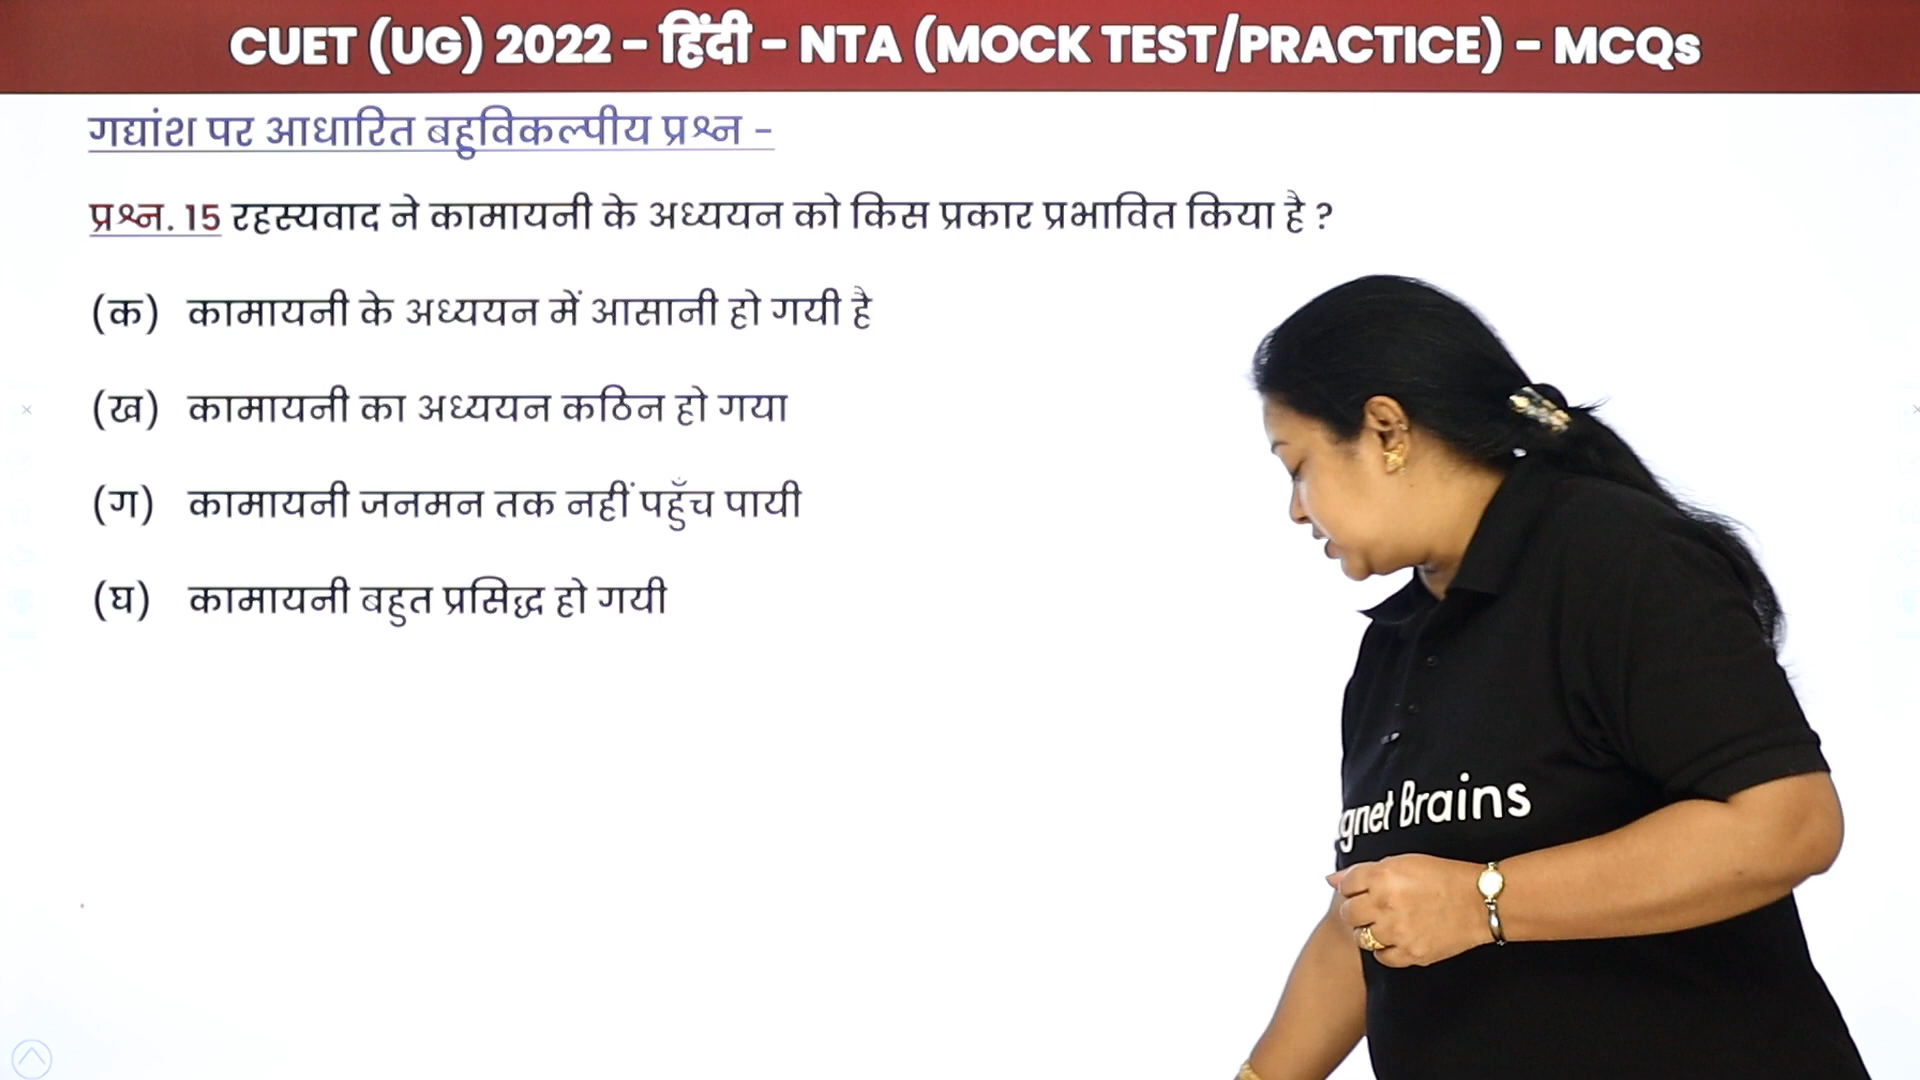 CUET (UG) 2022 – हिंदी – NTA (MOCK TEST/PRACTICE) – MCQs
गद्यांश पर आधारित बहुविकल्पीय प्रश्न –
प्रश्न. 15 रहस्यवाद ने कामायनी के अध्ययन को किस प्रकार प्रभावित किया है ?
(क) कामायनी के अध्ययन में आसानी हो गयी है
(ख) कामायनी का अध्ययन कठिन हो गया
(ग) कामायनी जनमन तक नहीं पहुँच पायी
(घ) कामायनी बहुत प्रसिद्ध हो गयी
gnet Brains